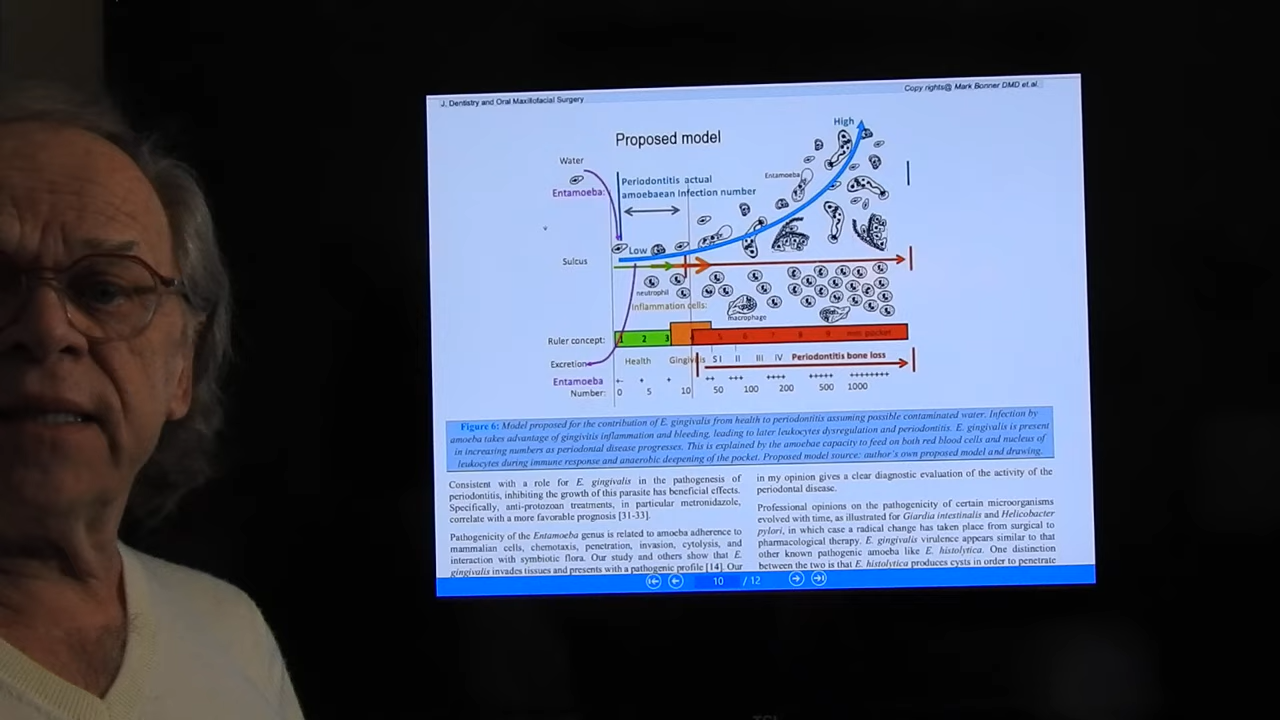 J. Dentistry and Oral Maxillofacial Surgery
Copy rights@ Mark Bonner DMD et.al.
Proposed model
High
Water
Entamoeba:
Periodontitis actual
amoebaean Infection number
Entamoeba
Low
Sulcus
neutrophil
Inflammation cells:
macrophage
Ruler concept:
1 2 3 4 5 6 7 8 9 mm pocket
Excretion
Health
Gingivitis
S I II III IV Periodontitis bone loss
Entamoeba
+- + + ++ +++ ++++ +++++ ++++++++
Number: 0 5 10 50 100 200 500 1000
Figure 6: Model proposed for the contribution of E. gingivalis from health to periodontitis assuming possible contaminated water. Infection by
amoeba takes advantage of gingivitis inflammation and bleeding, leading to later leukocytes dysregulation and periodontitis. E. gingivalis is present
in increasing numbers as periodontal disease progresses. This is explained by the amoebae capacity to feed on both red blood cells and nucleus of
leukocytes during immune response and anaerobic deepening of the pocket. Proposed model source: author's own proposed model and drawing.
Consistent with a role for E. gingivalis in the pathogenesis of
periodontitis, inhibiting the growth of this parasite has beneficial effects.
Specifically, anti-protozoan treatments, in particular metronidazole,
correlate with a more favorable prognosis [31-33].
Pathogenicity of the Entamoeba genus is related to amoeba adherence to
mammalian cells, chemotaxis, penetration, invasion, cytolysis, and
interaction with symbiotic flora. Our study and others show that E.
gingivalis invades tissues and presents with a pathogenic profile [14]. Our
in my opinion gives a clear diagnostic evaluation of the activity of the
periodontal disease.
Professional opinions on the pathogenicity of certain microorganisms
evolved with time, as illustrated for Giardia intestinalis and Helicobacter
pylori, in which case a radical change has taken place from surgical to
pharmacological therapy. E. gingivalis virulence appears similar to that
other known pathogenic amoeba like E. histolytica. One distinction
between the two is that E. histolytica produces cysts in order to penetrate
10 / 12